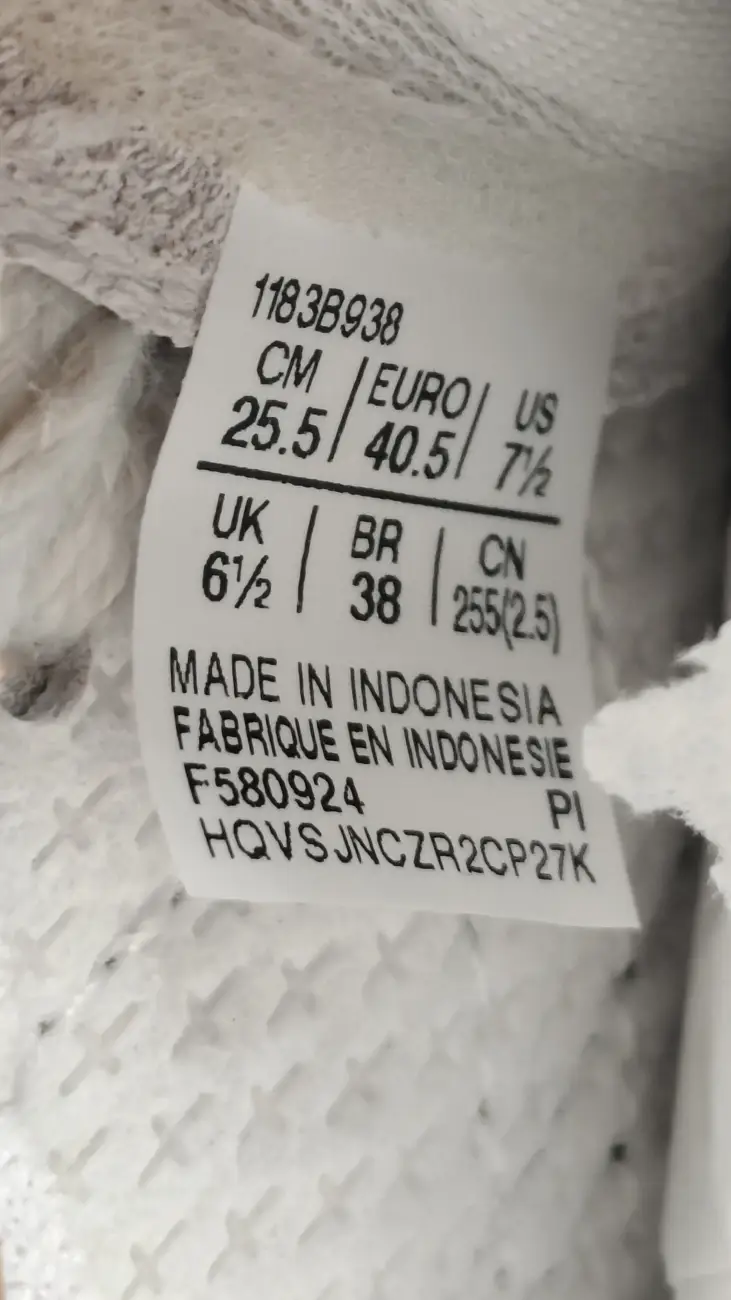 1183B938
CM EURO US
25.5 40.5 7½
UK BR CN
6½ 38 255(2.5)
MADE IN INDONESIA
FABRIQUE EN INDONESIE
F580924 PI
HQVSJNCZR2CP27K